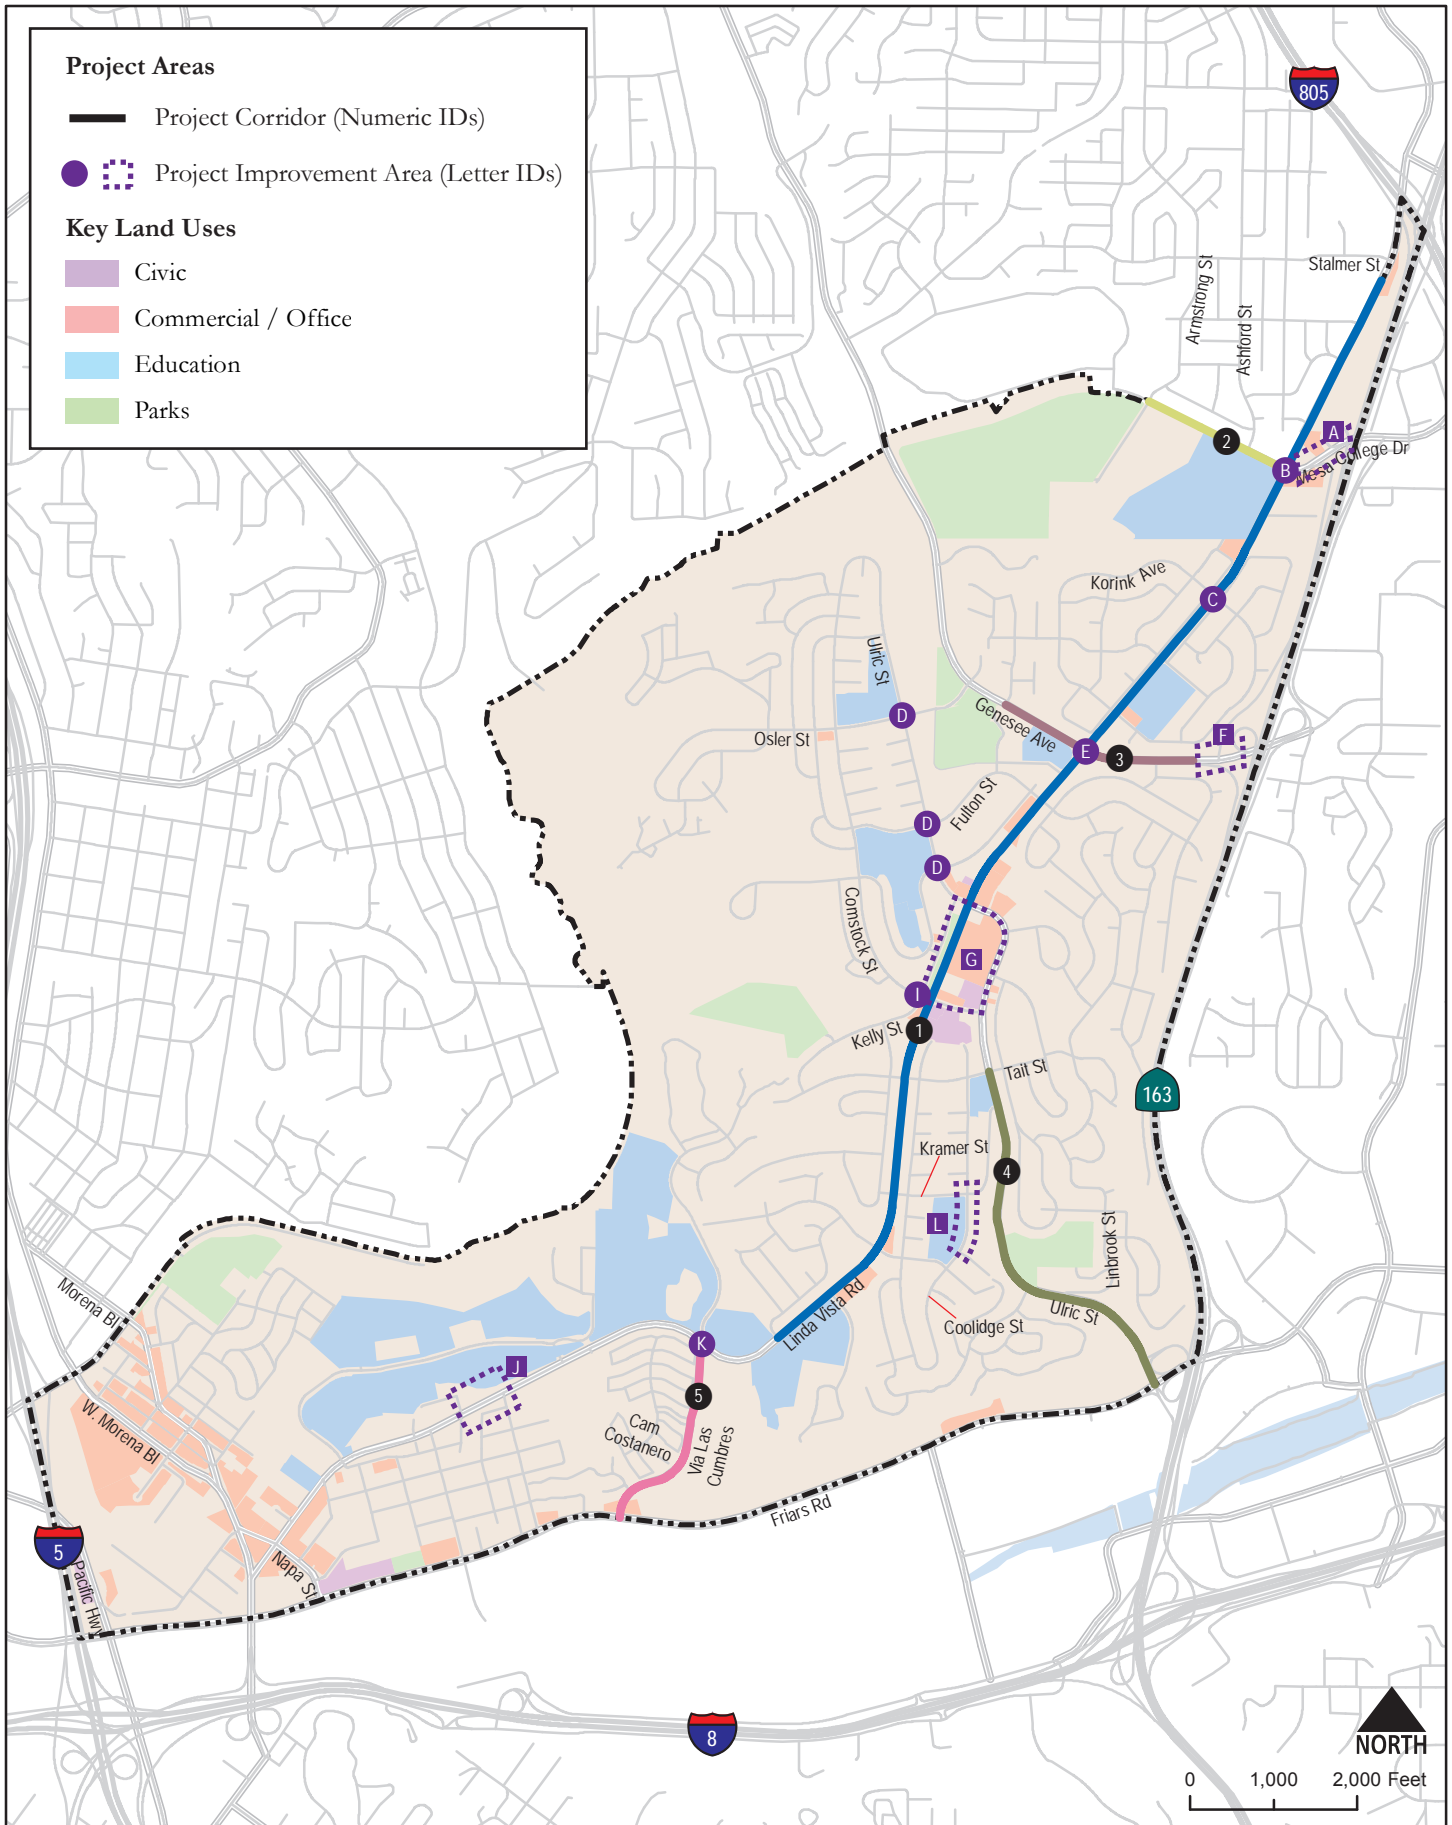 Project Areas
Project Corridor (Numeric IDs)
Project Improvement Area (Letter IDs)
Key Land Uses
Civic
Commercial / Office
Education
Parks
805
Stalmer St
Armstrong St
Ashford St
2
A
B
Mesa College Dr
Korink Ave
C
Ulric St
D
Genesee Ave
Osler St
E
3
F
Fulton St
D
D
Comstock St
G
I
Kelly St
1
Tait St
163
Kramer St
4
L
Linbrook St
Linda Vista Rd
Ulric St
Coolidge St
Morena Bl
K
J
5
W. Morena Bl
Cam
Costanero
Via Las
Cumbres
Friars Rd
5
Napa St
Pacific Hwy
8
NORTH
0 1,000 2,000 Feet